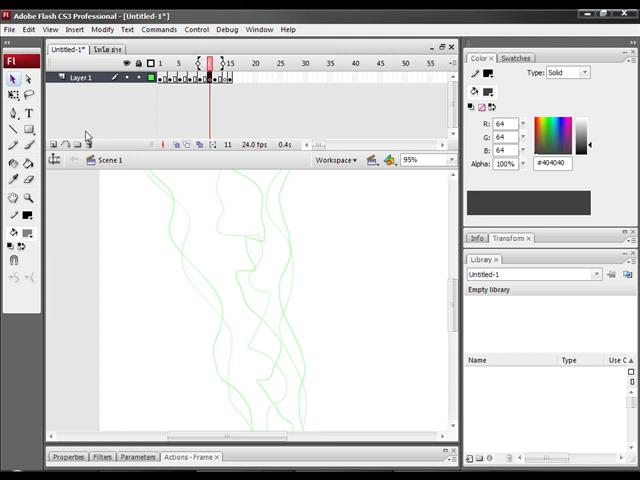 Adobe Flash CS3 Professional - [Untitled-1*]
File Edit View Insert Modify Text Commands Control Debug Window Help
Untitled-1*
1 5 10 15 20 25 30 35 40 45 50 55
Layer 1
11 24.0 fps 0.4s
Scene 1
Workspace
95%
Properties Filters Parameters Actions - Frame
Fl
Color Swatches
Type: Solid
R: 64
G: 64
B: 64
Alpha: 100% #404040
Info Transform
Library
Untitled-1
Empty library
Name Type Use C